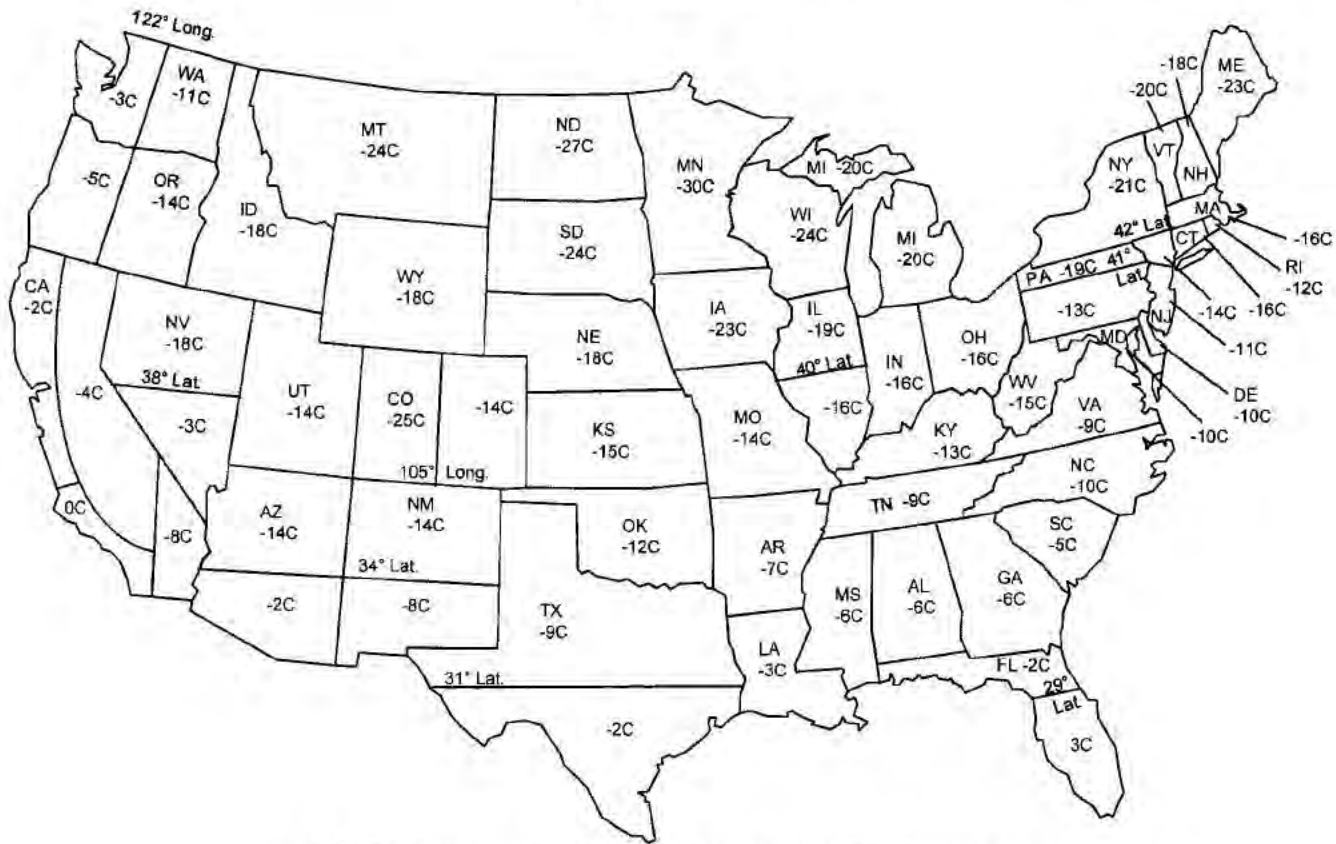 122° Long.
WA
-11C
-3C
-5C
OR
-14C
ID
-18C
MT
-24C
ND
-27C
MN
-30C
SD
-24C
WY
-18C
WI
-24C
MI -20C
MI
-20C
NY
-21C
-20C
-18C
VT
NH
ME
-23C
MA
-16C
42° Lat
CT
RI
-12C
-16C
-14C
PA -19C 41°
Lat
-13C
NJ
-11C
MD
DE
-10C
-10C
CA
-2C
-4C
0C
-8C
NV
-18C
38° Lat
-3C
UT
-14C
CO
-25C
-14C
105° Long.
NE
-18C
IA
-23C
IL
-19C
40° Lat
-16C
IN
-16C
OH
-16C
WV
-15C
VA
-9C
KY
-13C
KS
-15C
MO
-14C
AZ
-14C
-2C
NM
-14C
34° Lat.
-8C
OK
-12C
AR
-7C
TN -9C
NC
-10C
SC
-5C
GA
-6C
AL
-6C
MS
-6C
LA
-3C
TX
-9C
31° Lat.
-2C
FL -2C
29°
Lat
3C